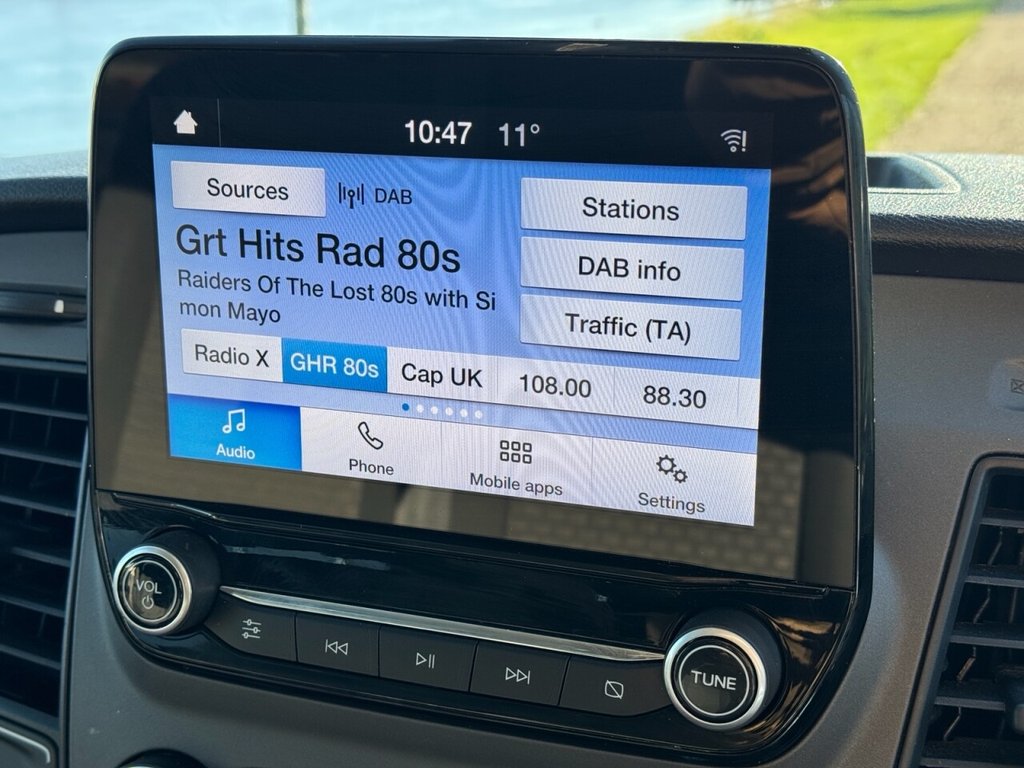 10:47 11°
Sources DAB
Stations
Grt Hits Rad 80s
DAB info
Raiders Of The Lost 80s with Si
mon Mayo
Traffic (TA)
Radio X GHR 80s Cap UK 108.00 88.30
Audio Phone Mobile apps Settings
VOL
TUNE